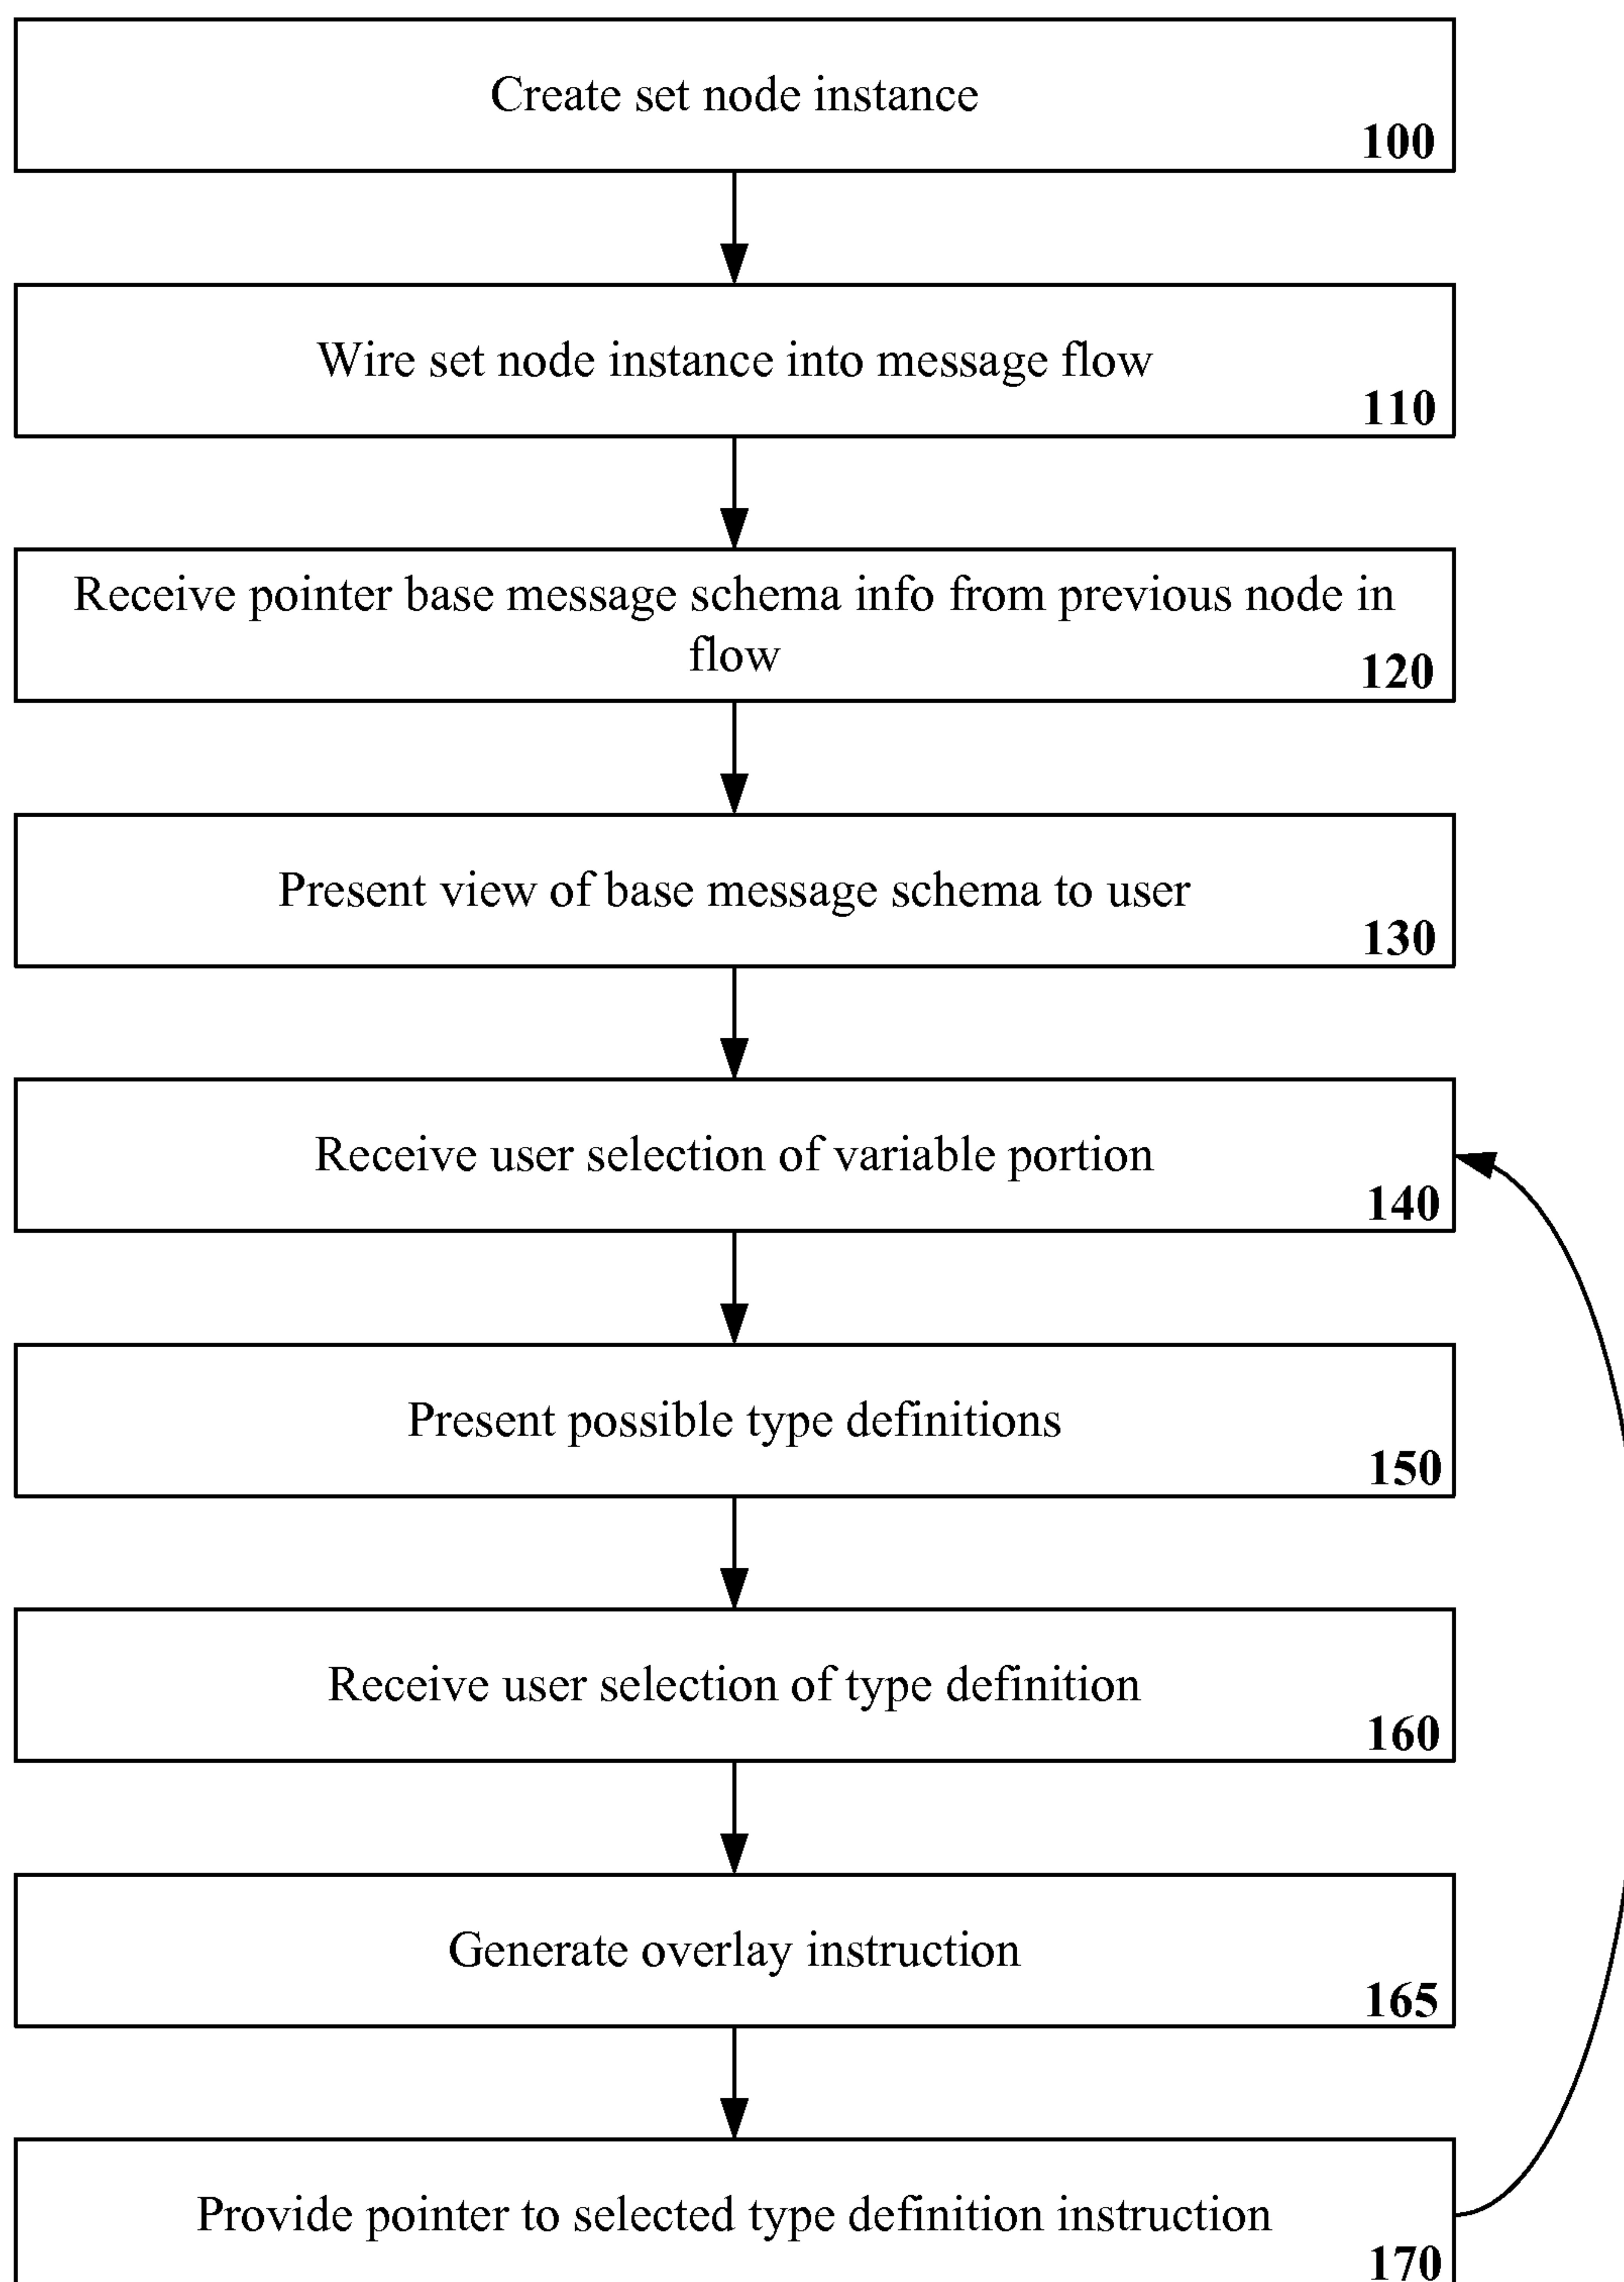 Create set node instance
100
Wire set node instance into message flow
110
Receive pointer base message schema info from previous node in
flow
120
Present view of base message schema to user
130
Receive user selection of variable portion
140
Present possible type definitions
150
Receive user selection of type definition
160
Generate overlay instruction
165
Provide pointer to selected type definition instruction
170